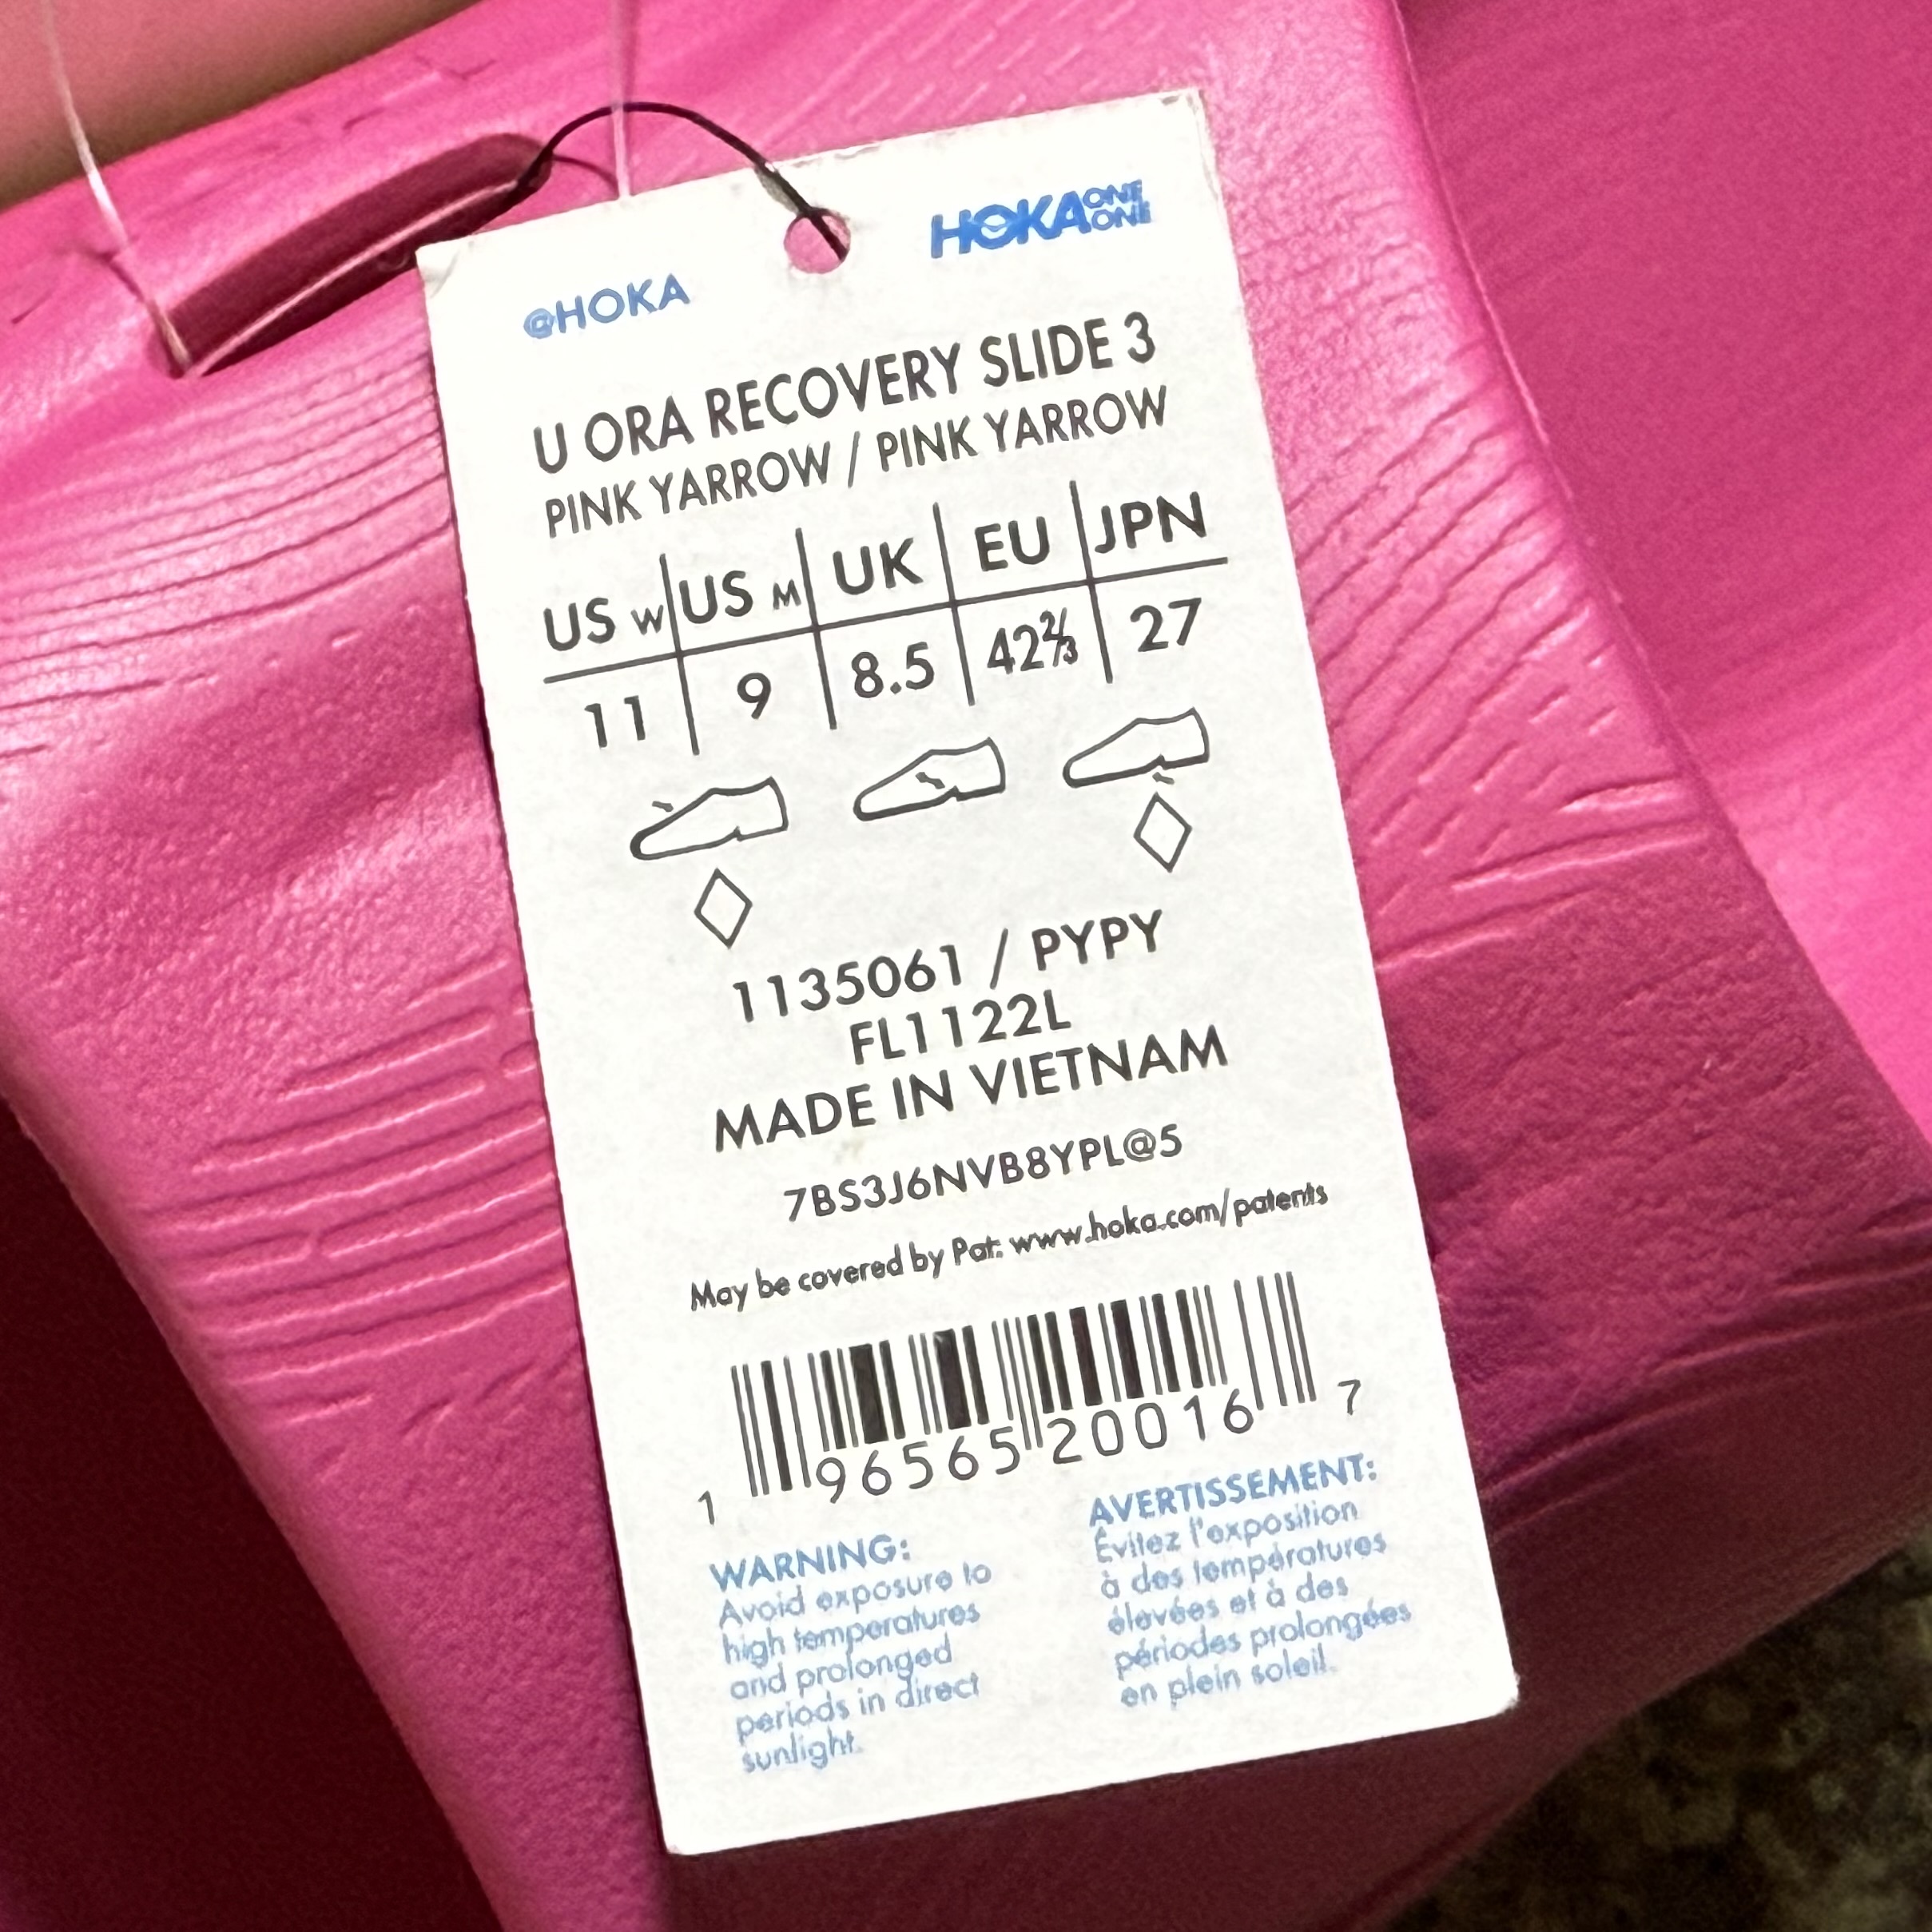 @HOKA
HOKA ONE ONE
U ORA RECOVERY SLIDE 3
PINK YARROW / PINK YARROW
US W US M UK EU JPN
11 9 8.5 42⅔ 27
1135061 / PYPY
FL1122L
MADE IN VIETNAM
7BS3J6NVB8YPL@5
May be covered by Pat: www.hoka.com/patents
1 96565 20016 7
WARNING:
Avoid exposure to
high temperatures
and prolonged
periods in direct
sunlight.
AVERTISSEMENT:
Évitez l'exposition
à des températures
élevées et à des
périodes prolongées
en plein soleil.